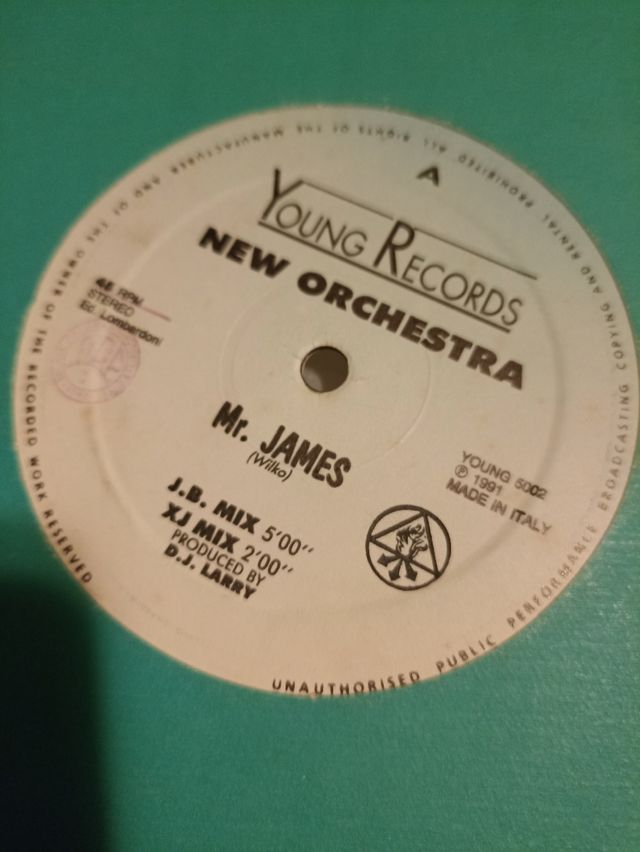 A
YOUNG RECORDS
NEW ORCHESTRA
45 RPM
STEREO
Ed. Lombardoni
Mr. JAMES
(Wilko)
YOUNG 5002
℗ 1991
MADE IN ITALY
J.B. MIX 5'00''
XJ MIX 2'00''
PRODUCED BY
D.J. LARRY
ALL RIGHTS OF THE MANUFACTURER AND OF THE OWNER OF THE RECORDED WORK RESERVED
UNAUTHORISED PUBLIC PERFORMANCE BROADCASTING COPYING AND RENTAL PROHIBITED